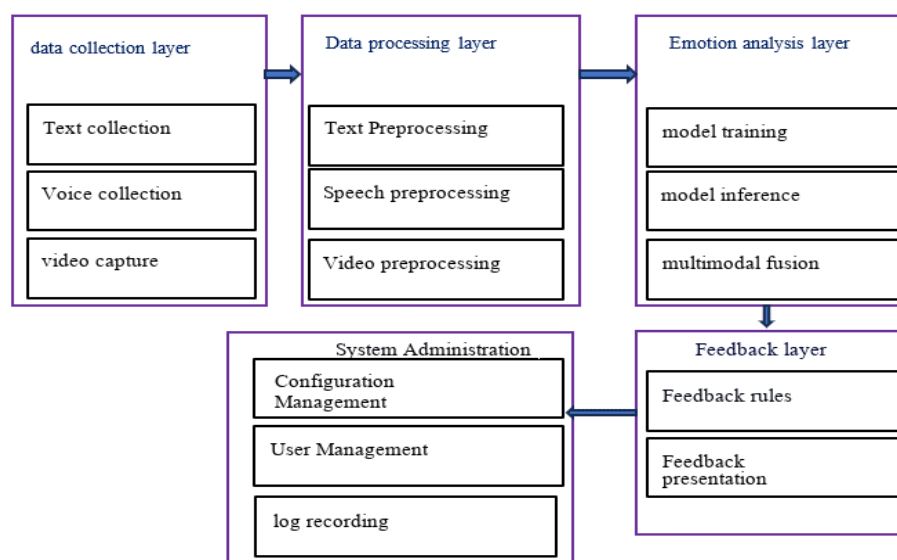 data collection layer
Text collection
Voice collection
video capture
Data processing layer
Text Preprocessing
Speech preprocessing
Video preprocessing
Emotion analysis layer
model training
model inference
multimodal fusion
Feedback layer
Feedback rules
Feedback
presentation
System Administration
Configuration
Management
User Management
log recording